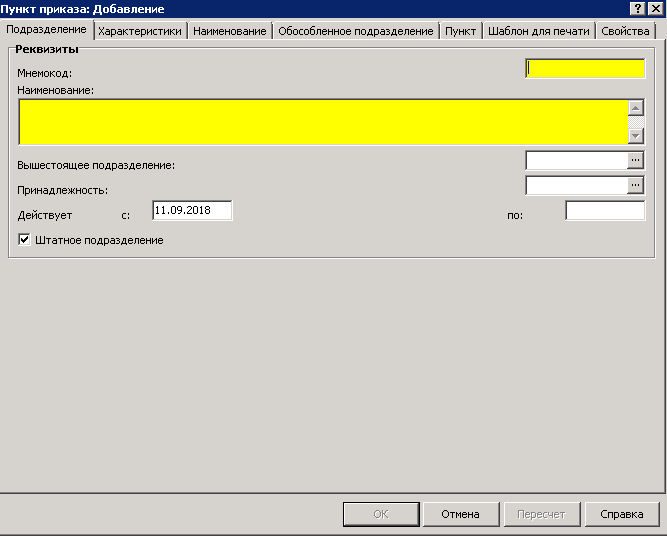 Пункт приказа: Добавление
Подразделение Характеристики Наименование Обособленное подразделение Пункт Шаблон для печати Свойства
Реквизиты
Мнемокод:
Наименование:
Вышестоящее подразделение: ...
Принадлежность: ...
Действует с: 11.09.2018 по:
Штатное подразделение
ОК Отмена Пересчет Справка